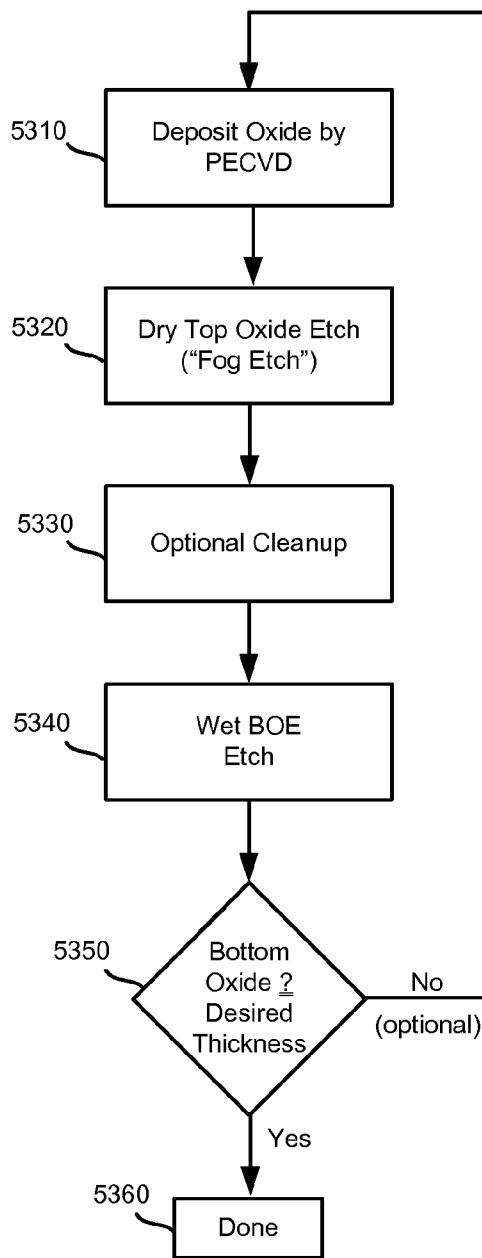 5310
Deposit Oxide by
PECVD
5320
Dry Top Oxide Etch
(“Fog Etch”)
5330
Optional Cleanup
5340
Wet BOE
Etch
5350
Bottom
Oxide ?
Desired
Thickness
No
(optional)
Yes
5360
Done